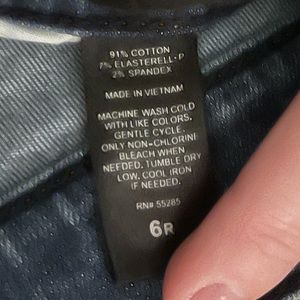 91% COTTON
7% ELASTERELL-P
2% SPANDEX
MADE IN VIETNAM
MACHINE WASH COLD
WITH LIKE COLORS.
GENTLE CYCLE.
ONLY NON-CHLORINE
BLEACH WHEN
NEEDED. TUMBLE DRY
LOW. COOL IRON
IF NEEDED.
RN# 55285
6R